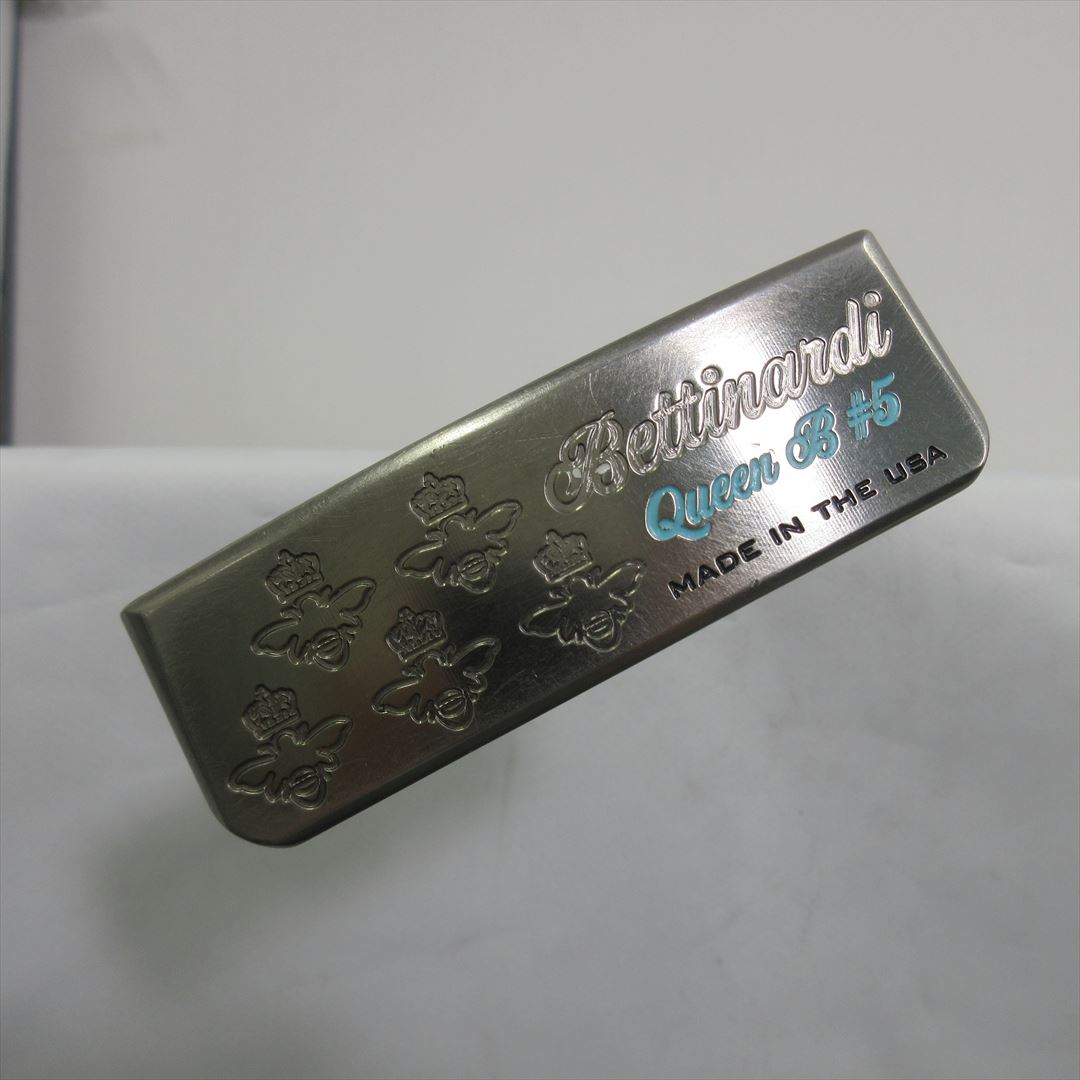 Bettinardi
Queen B #5
MADE IN THE USA